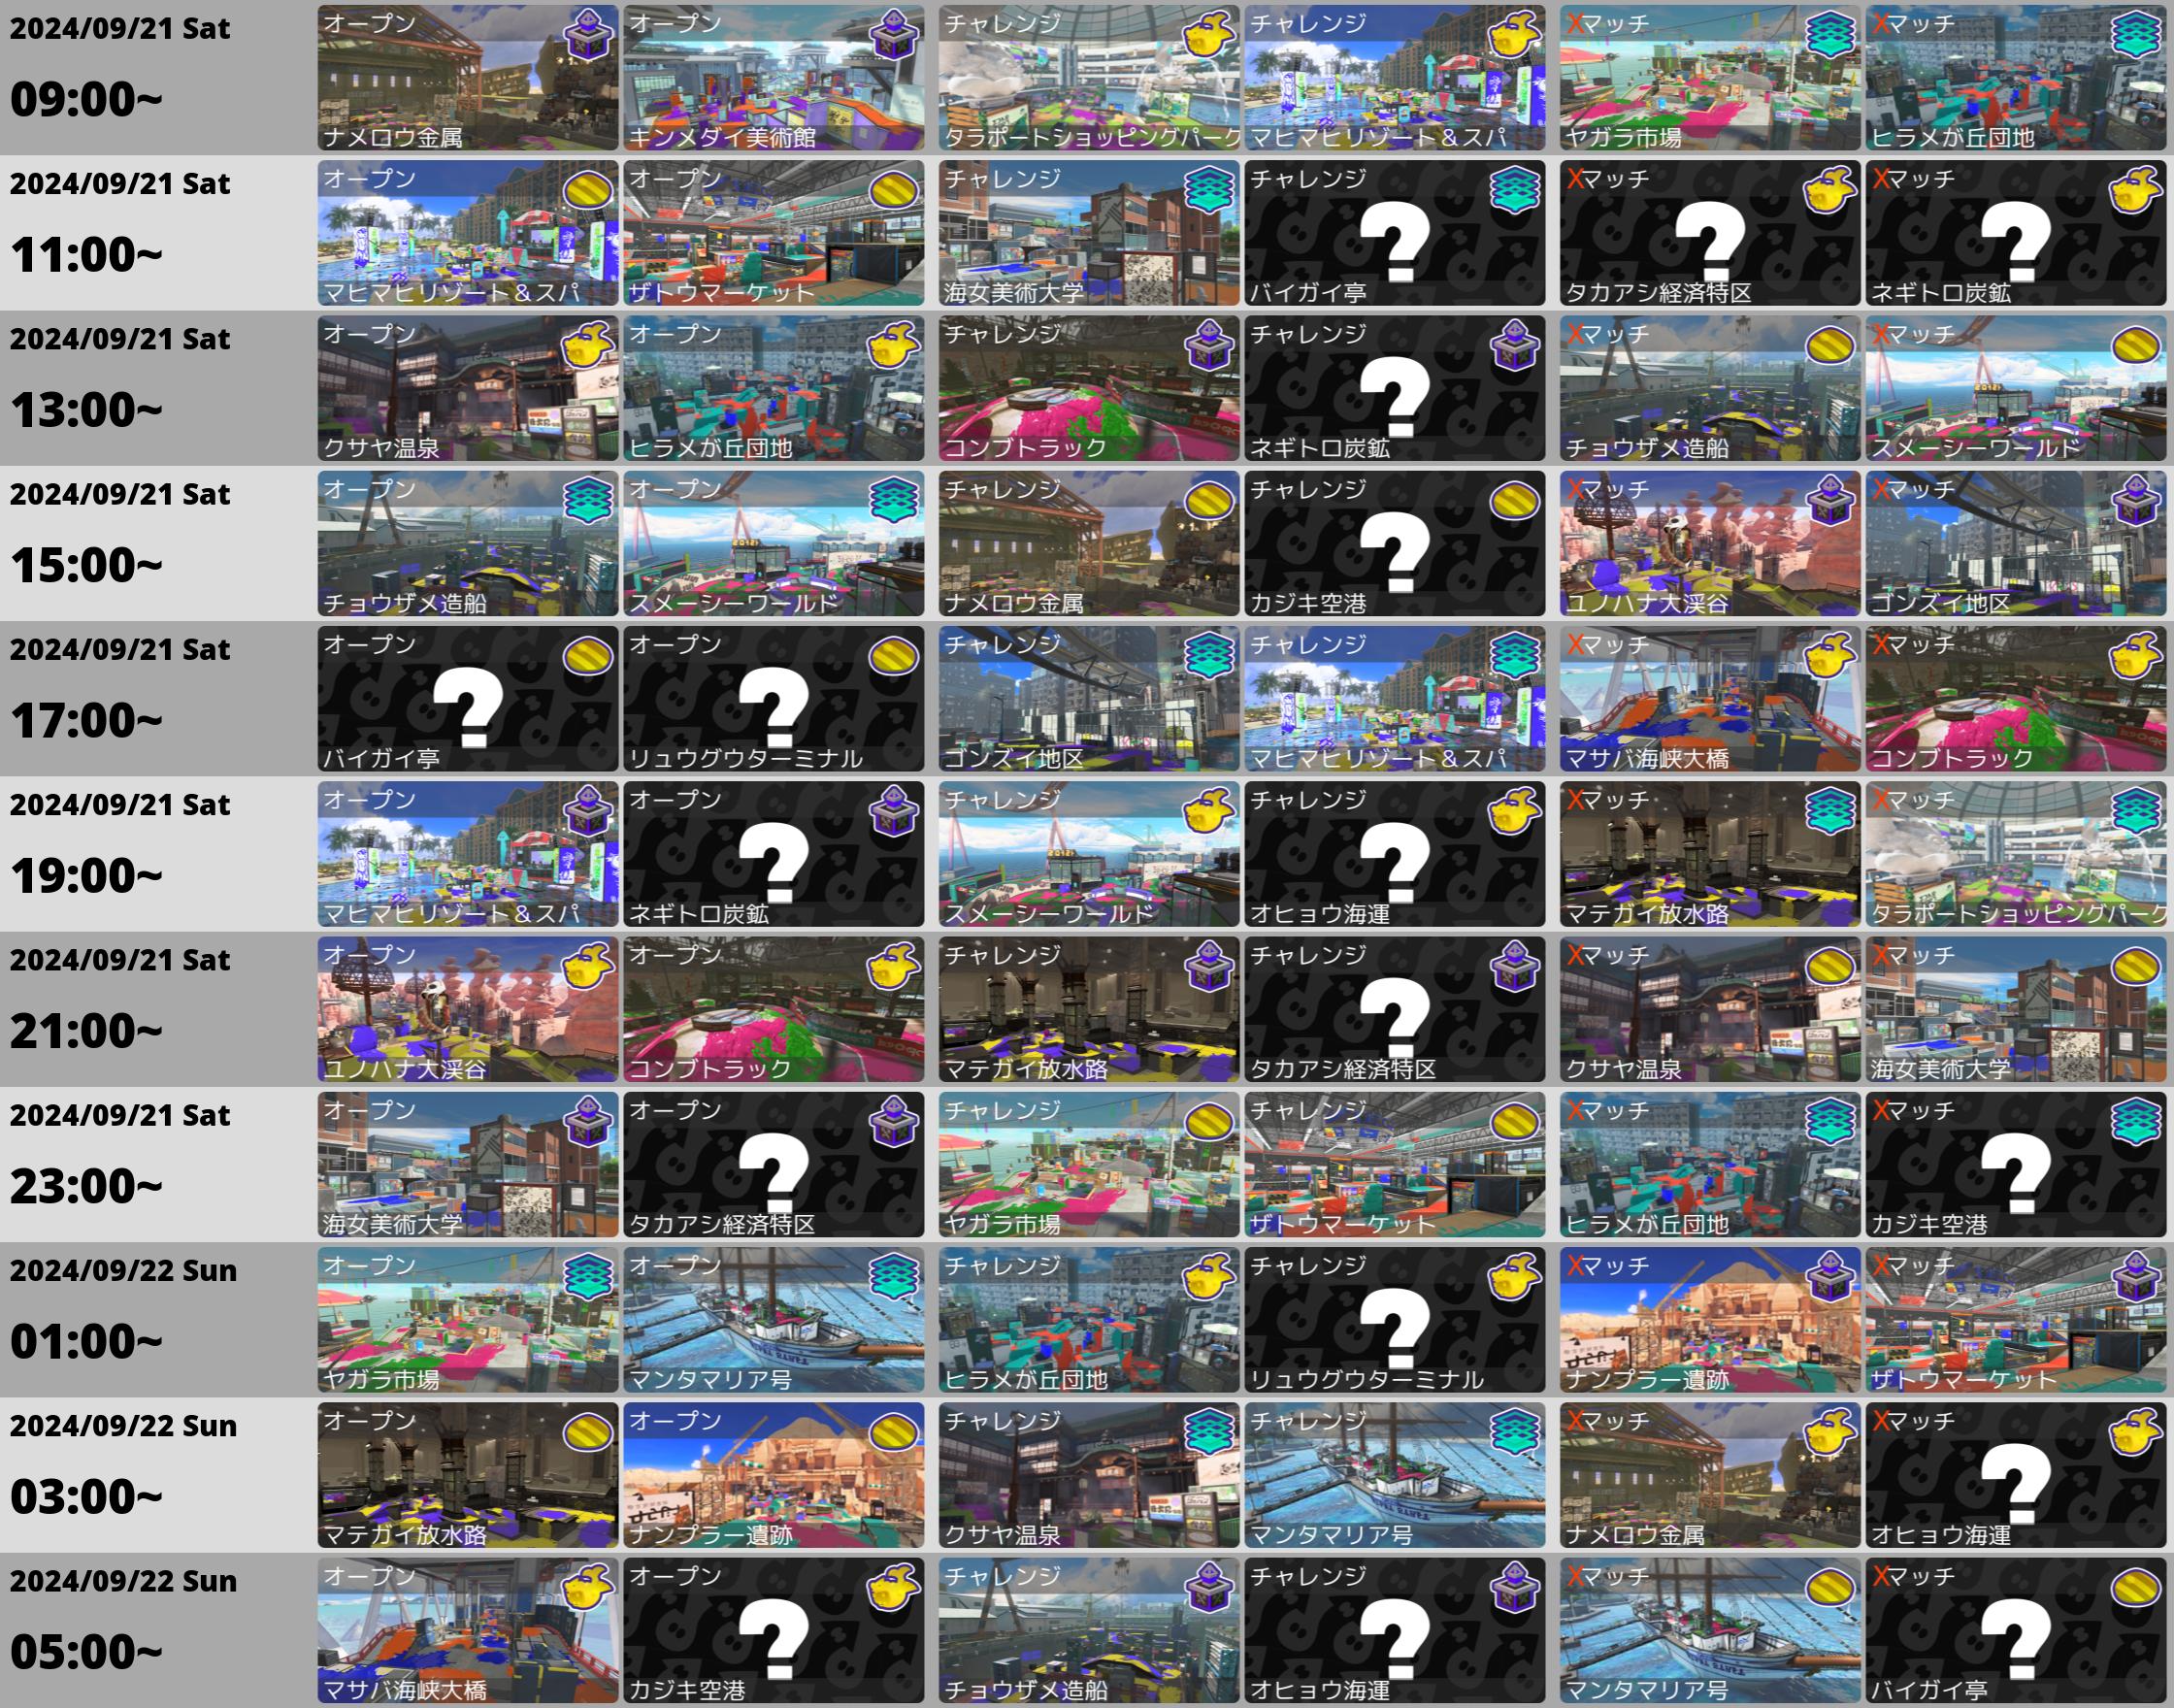 2024/09/21 Sat
09:00~
オープン
ナメロウ金属
オープン
キンメダイ美術館
チャレンジ
タラポートショッピングパーク
チャレンジ
マヒマヒリゾート＆スパ
Xマッチ
ヤガラ市場
Xマッチ
ヒラメが丘団地
2024/09/21 Sat
11:00~
オープン
マヒマヒリゾート＆スパ
オープン
ザトウマーケット
チャレンジ
海女美術大学
チャレンジ
?
バイガイ亭
Xマッチ
?
タカアシ経済特区
Xマッチ
?
ネギトロ炭鉱
2024/09/21 Sat
13:00~
オープン
クサヤ温泉
オープン
ヒラメが丘団地
チャレンジ
コンブトラック
チャレンジ
?
ネギトロ炭鉱
Xマッチ
チョウザメ造船
Xマッチ
スメーシーワールド
2024/09/21 Sat
15:00~
オープン
チョウザメ造船
オープン
スメーシーワールド
チャレンジ
ナメロウ金属
チャレンジ
?
カジキ空港
Xマッチ
ユノハナ大渓谷
Xマッチ
ゴンズイ地区
2024/09/21 Sat
17:00~
オープン
?
バイガイ亭
オープン
?
リュウグウターミナル
チャレンジ
ゴンズイ地区
チャレンジ
マヒマヒリゾート＆スパ
Xマッチ
マサバ海峡大橋
Xマッチ
コンブトラック
2024/09/21 Sat
19:00~
オープン
マヒマヒリゾート＆スパ
オープン
?
ネギトロ炭鉱
チャレンジ
スメーシーワールド
チャレンジ
?
オヒョウ海運
Xマッチ
マテガイ放水路
Xマッチ
タラポートショッピングパーク
2024/09/21 Sat
21:00~
オープン
ユノハナ大渓谷
オープン
コンブトラック
チャレンジ
マテガイ放水路
チャレンジ
?
タカアシ経済特区
Xマッチ
クサヤ温泉
Xマッチ
海女美術大学
2024/09/21 Sat
23:00~
オープン
海女美術大学
オープン
?
タカアシ経済特区
チャレンジ
ヤガラ市場
チャレンジ
ザトウマーケット
Xマッチ
ヒラメが丘団地
Xマッチ
?
カジキ空港
2024/09/22 Sun
01:00~
オープン
ヤガラ市場
オープン
マンタマリア号
チャレンジ
ヒラメが丘団地
チャレンジ
?
リュウグウターミナル
Xマッチ
ナンプラー遺跡
Xマッチ
ザトウマーケット
2024/09/22 Sun
03:00~
オープン
マテガイ放水路
オープン
ナンプラー遺跡
チャレンジ
クサヤ温泉
チャレンジ
マンタマリア号
Xマッチ
ナメロウ金属
Xマッチ
?
オヒョウ海運
2024/09/22 Sun
05:00~
オープン
マサバ海峡大橋
オープン
?
カジキ空港
チャレンジ
チョウザメ造船
チャレンジ
?
オヒョウ海運
Xマッチ
マンタマリア号
Xマッチ
?
バイガイ亭